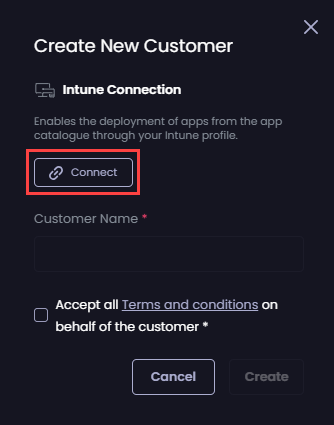 Create New Customer
Intune Connection
Enables the deployment of apps from the app
catalogue through your Intune profile.
Connect
Customer Name *
Accept all Terms and conditions on
behalf of the customer *
Cancel
Create